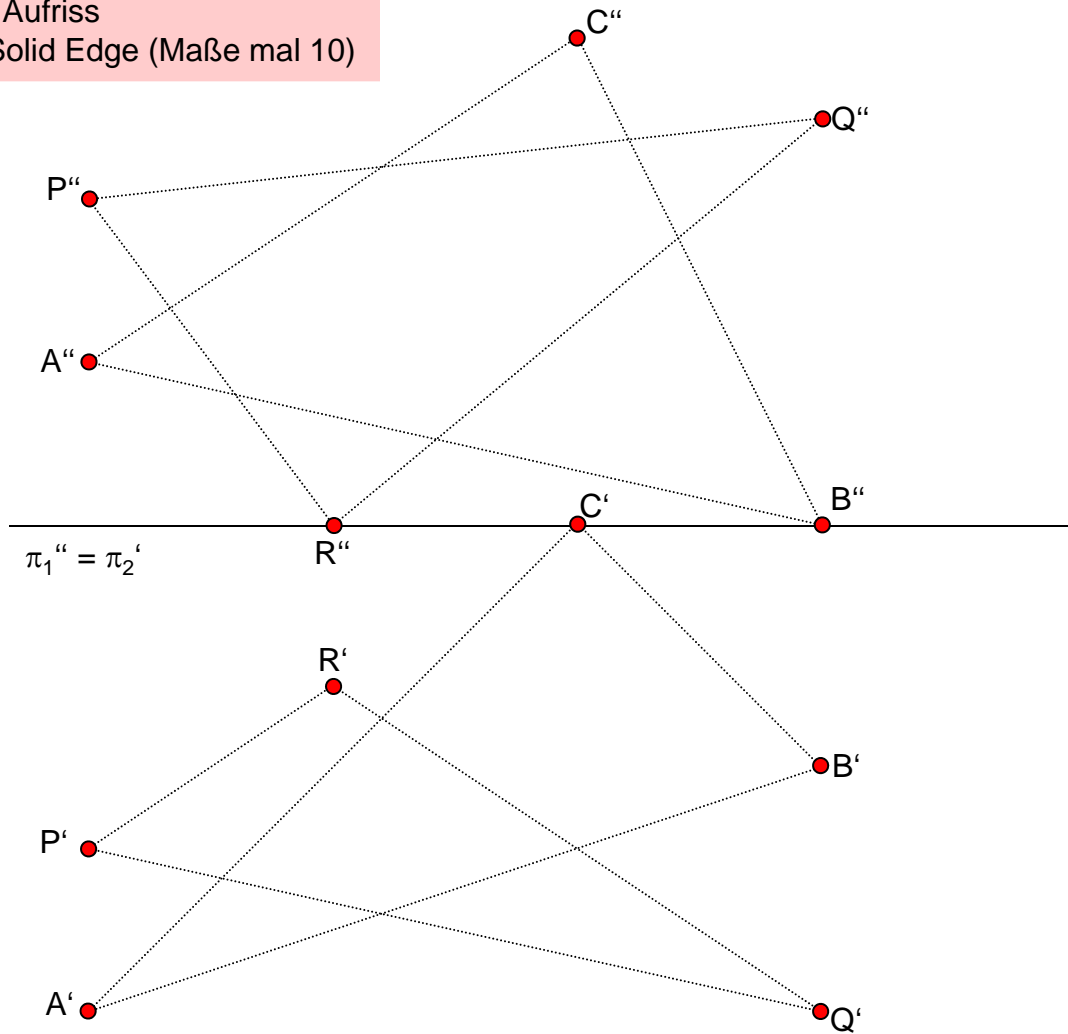 Aufriss
Solid Edge (Maße mal 10)
C“
Q“
P“
A“
B“
C‘
R“
π1“ = π2‘
R‘
B‘
P‘
A‘
Q‘